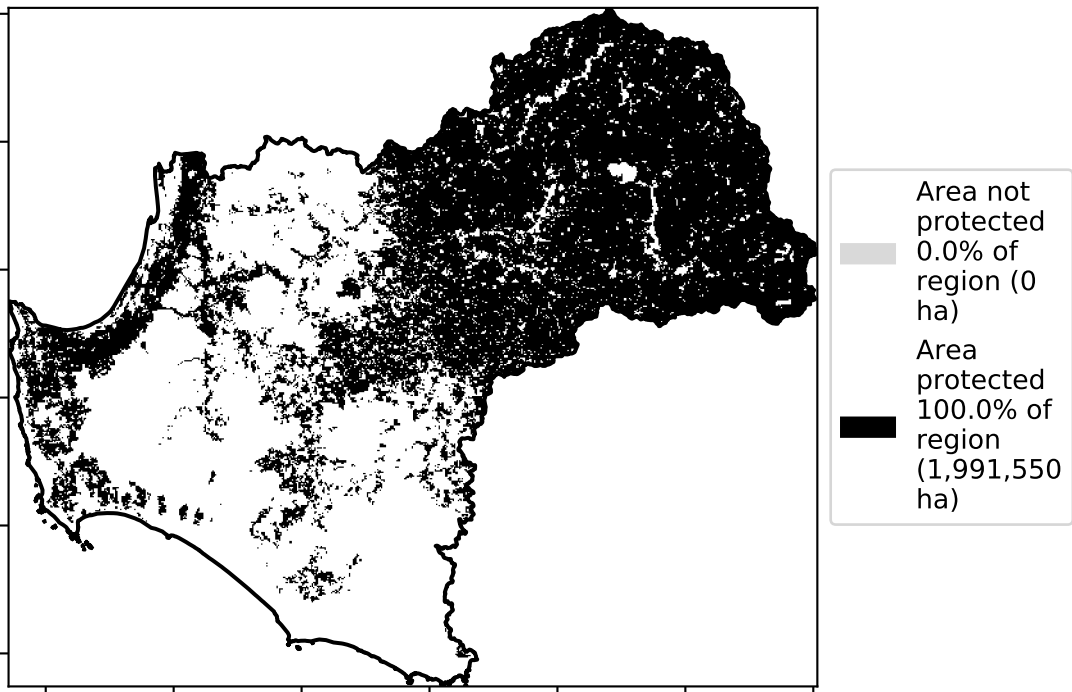 Area not
protected
0.0% of
region (0
ha)
Area
protected
100.0% of
region
(1,991,550
ha)